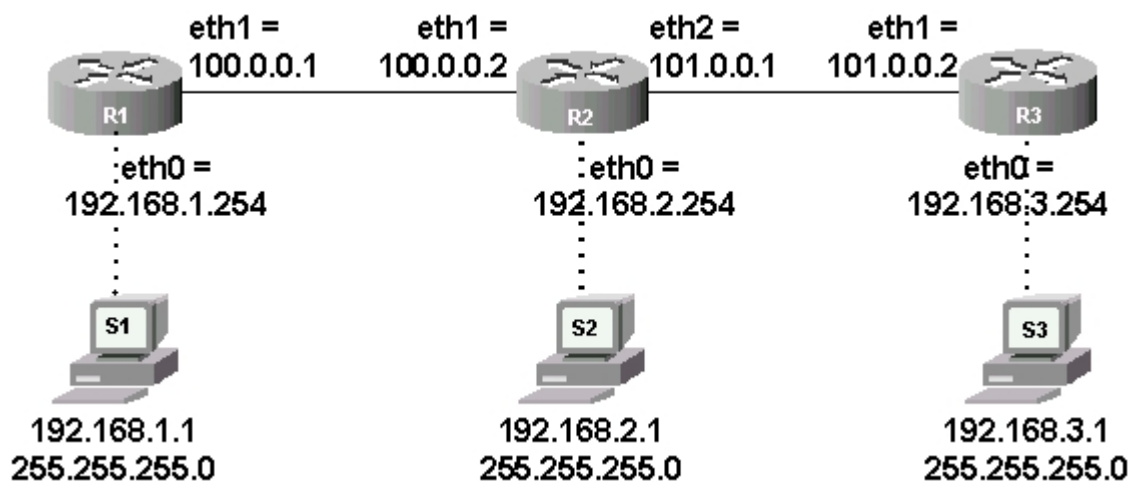 eth1 =
100.0.0.1
eth1 =
100.0.0.2
eth2 =
101.0.0.1
eth1 =
101.0.0.2
R1
R2
R3
eth0 =
192.168.1.254
eth0 =
192.168.2.254
eth0 =
192.168.3.254
S1
S2
S3
192.168.1.1
255.255.255.0
192.168.2.1
255.255.255.0
192.168.3.1
255.255.255.0